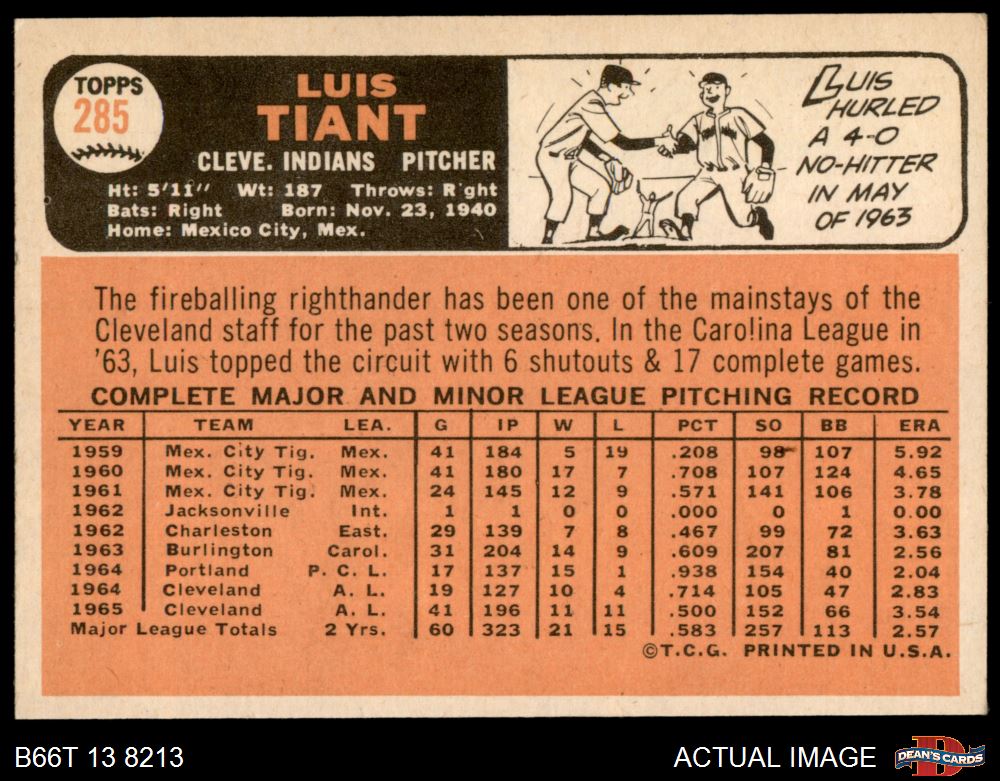 TOPPS
285
LUIS
TIANT
CLEVE. INDIANS PITCHER
Ht: 5'11" Wt: 187 Throws: Right
Bats: Right Born: Nov. 23, 1940
Home: Mexico City, Mex.
LUIS
HURLED
A 4-0
NO-HITTER
IN MAY
OF 1963
The fireballing righthander has been one of the mainstays of the
Cleveland staff for the past two seasons. In the Carolina League in
'63, Luis topped the circuit with 6 shutouts & 17 complete games.
COMPLETE MAJOR AND MINOR LEAGUE PITCHING RECORD
YEAR TEAM LEA. G IP W L PCT SO BB ERA
1959 Mex. City Tig. Mex. 41 184 5 19 .208 98 107 5.92
1960 Mex. City Tig. Mex. 41 180 17 7 .708 107 124 4.65
1961 Mex. City Tig. Mex. 24 145 12 9 .571 141 106 3.78
1962 Jacksonville Int. 1 1 0 0 .000 0 1 0.00
1962 Charleston East. 29 139 7 8 .467 99 72 3.63
1963 Burlington Carol. 31 204 14 9 .609 207 81 2.56
1964 Portland P. C. L. 17 137 15 1 .938 154 40 2.04
1964 Cleveland A. L. 19 127 10 4 .714 105 47 2.83
1965 Cleveland A. L. 41 196 11 11 .500 152 66 3.54
Major League Totals 2 Yrs. 60 323 21 15 .583 257 113 2.57
©T.C.G. PRINTED IN U.S.A.
B66T 13 8213
ACTUAL IMAGE
D
DEAN'S CARDS